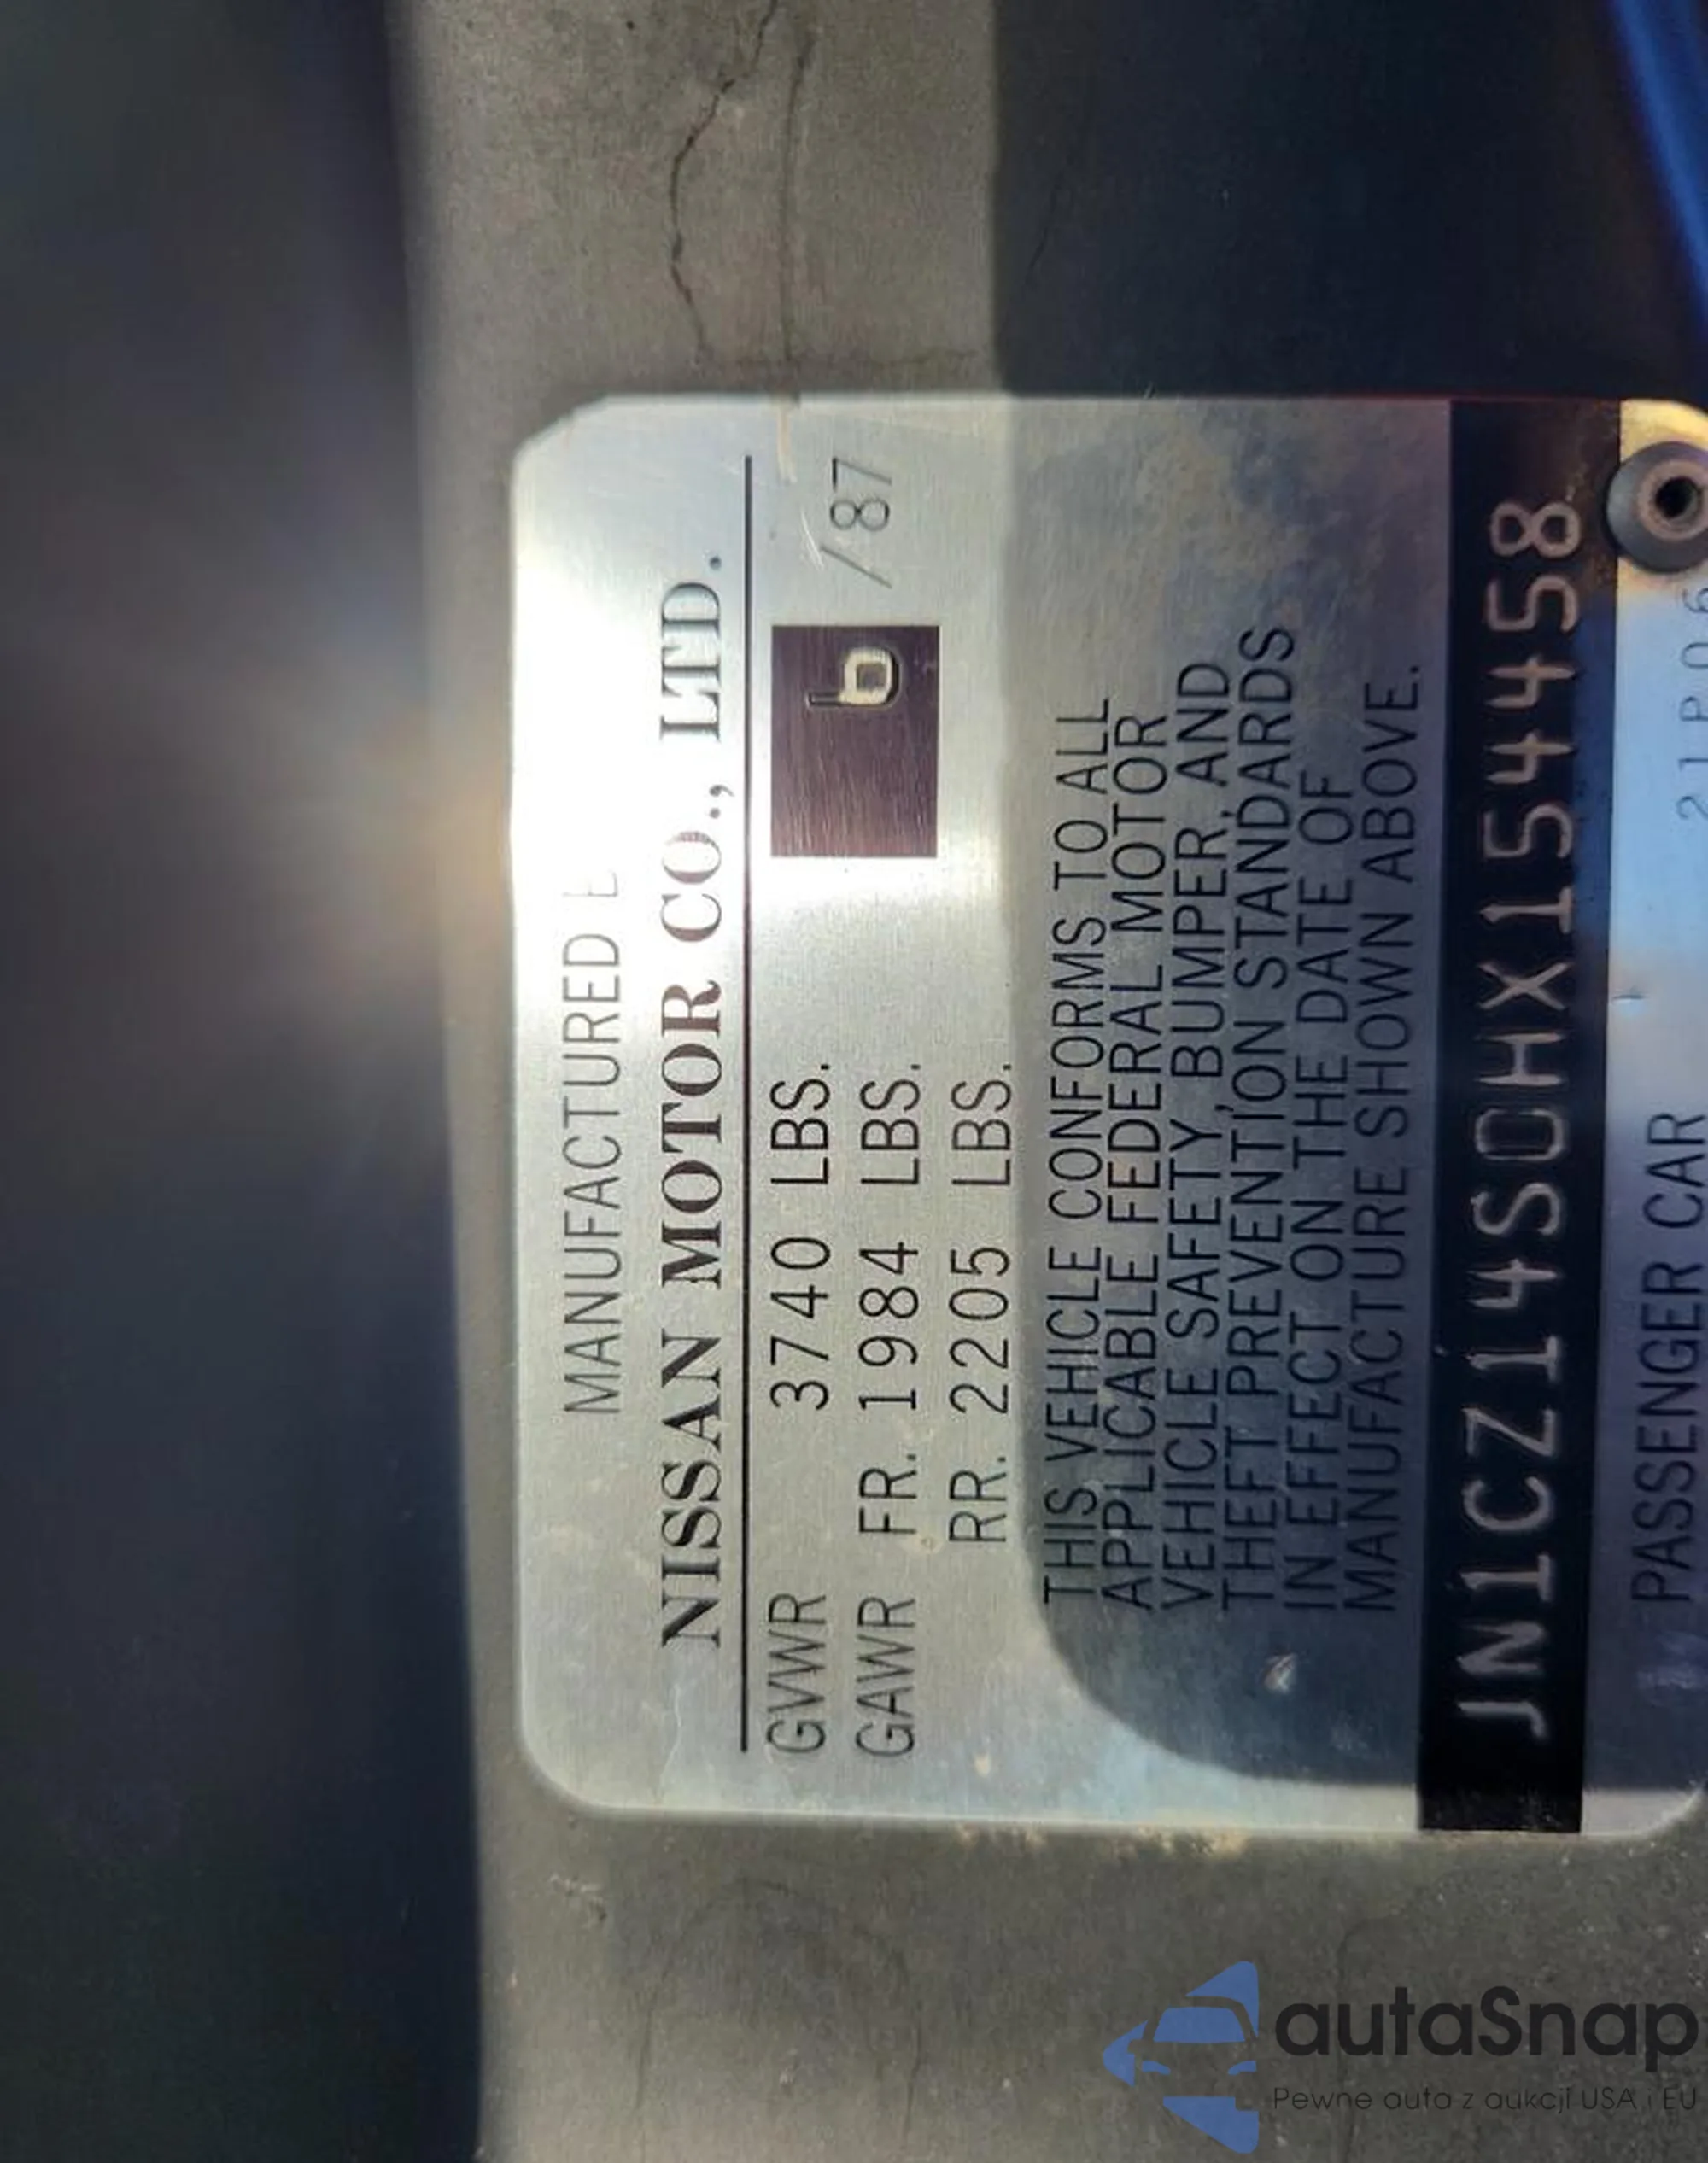 MANUFACTURED
NISSAN MOTOR CO., LTD.
GVWR 3740 LBS. 6 /87
GAWR FR. 1984 LBS.
RR. 2205 LBS.
THIS VEHICLE CONFORMS TO ALL
APPLICABLE FEDERAL MOTOR
VEHICLE SAFETY, BUMPER, AND
THEFT PREVENTION STANDARDS
IN EFFECT ON THE DATE OF
MANUFACTURE SHOWN ABOVE.
JN1CZ14S0HX154458
PASSENGER CAR 21P06
autaSnap
Pewne auta z aukcji USA i EU